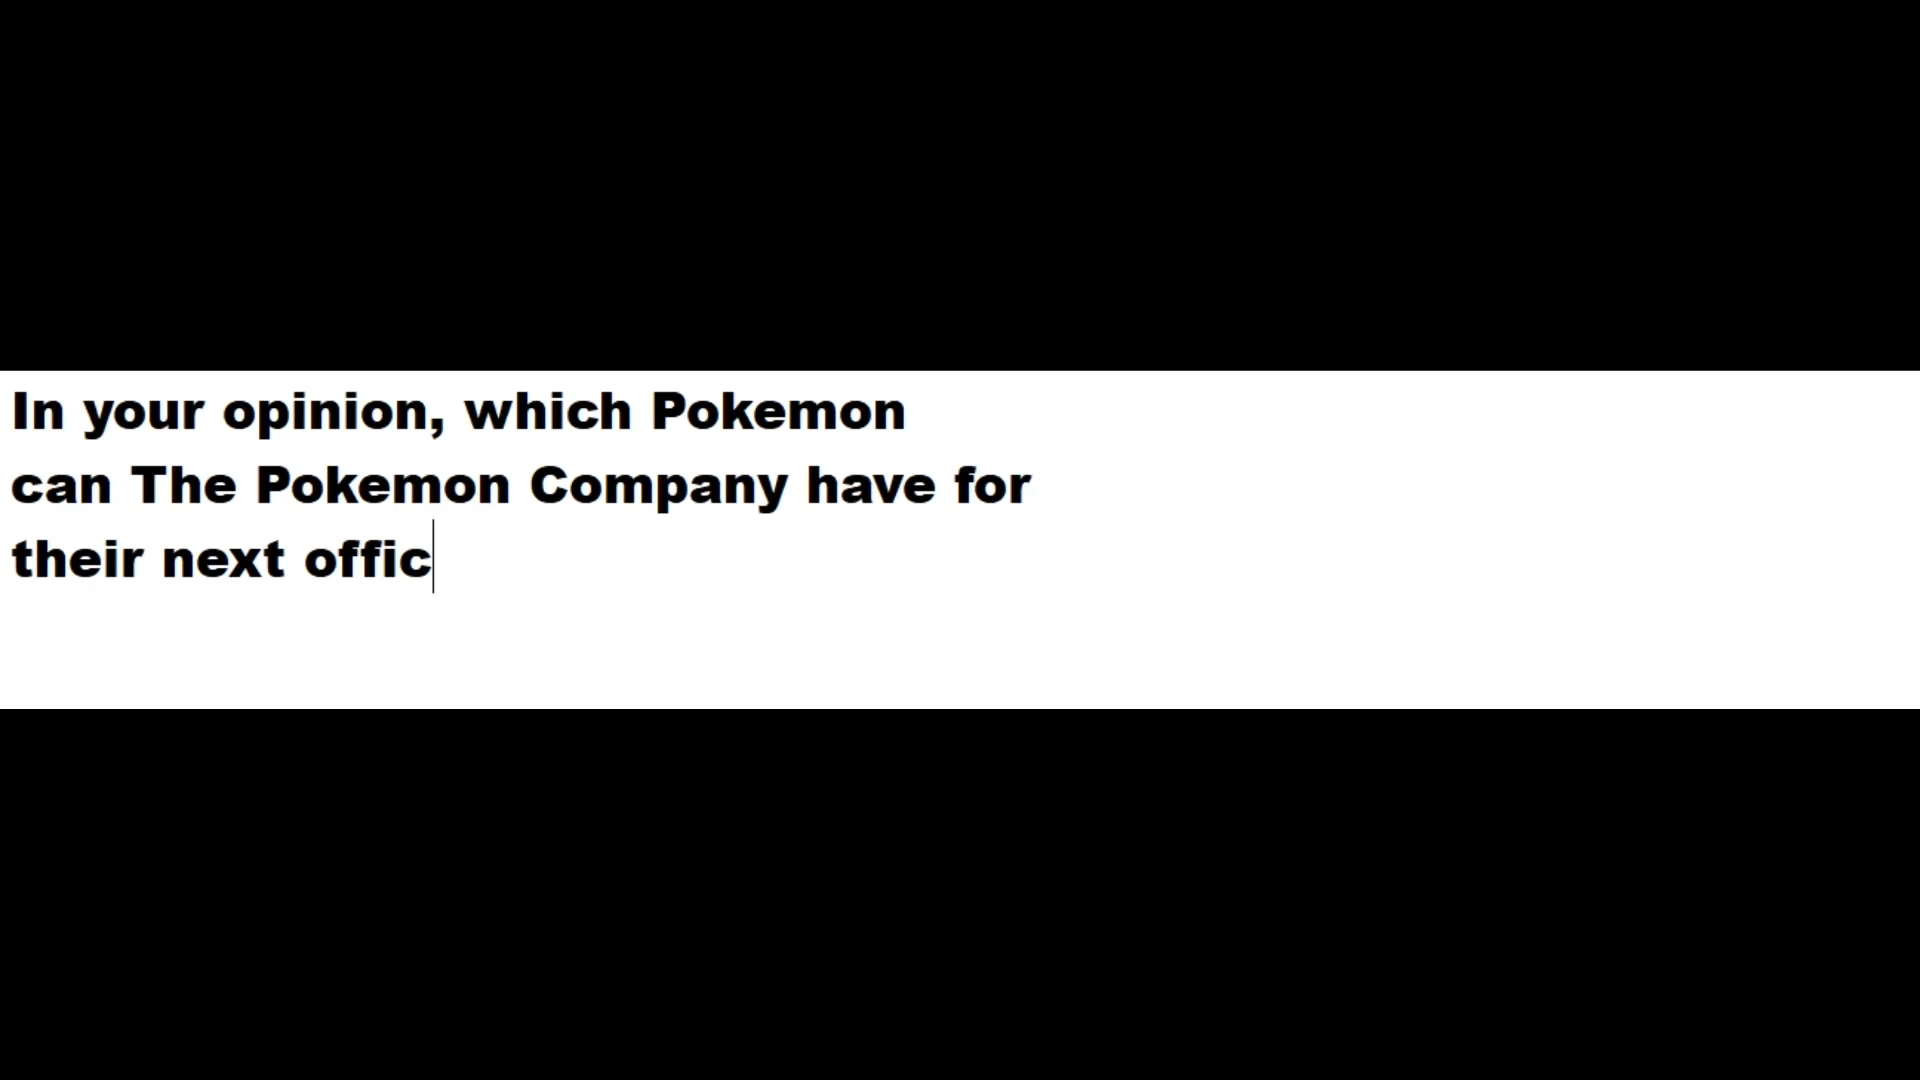 In your opinion, which Pokemon
can The Pokemon Company have for
their next offic